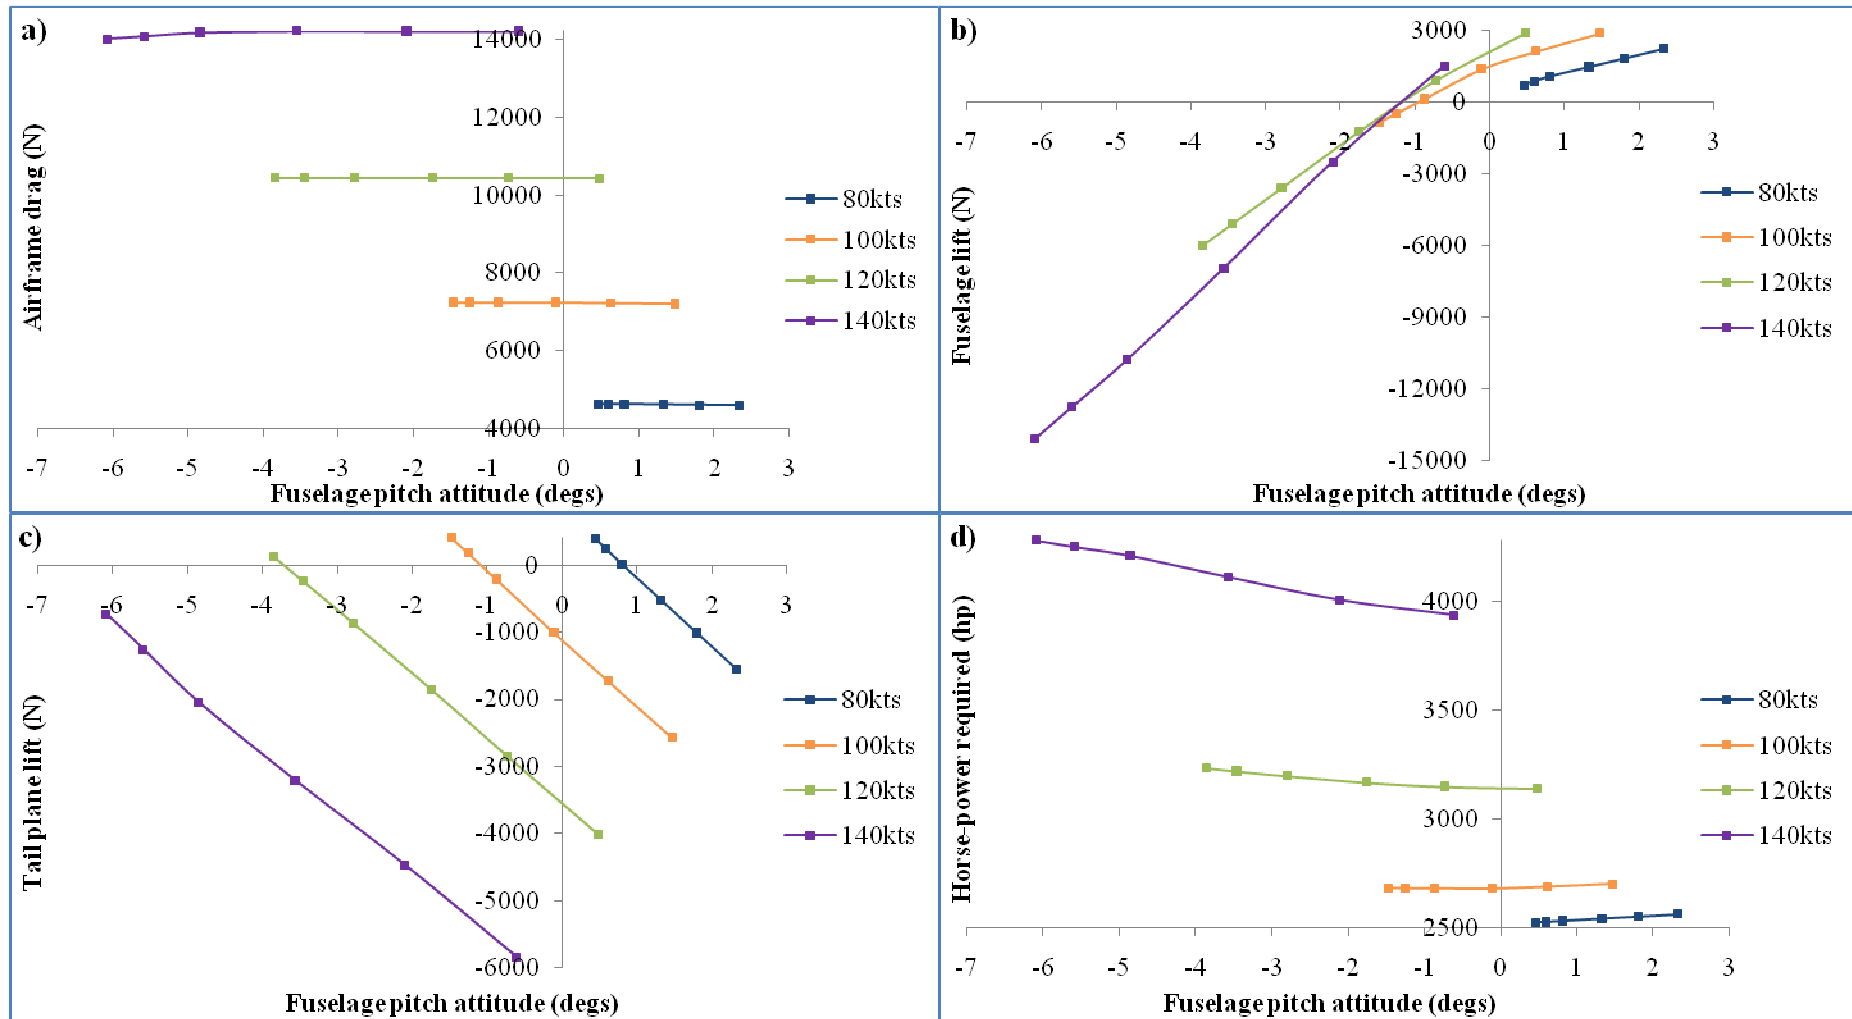 a)
14000
12000
10000
8000
6000
4000
-7 -6 -5 -4 -3 -2 -1 0 1 2 3
Airframe drag (N)
Fuselage pitch attitude (degs)
80kts
100kts
120kts
140kts
b)
3000
0
-3000
-6000
-9000
-12000
-15000
-7 -6 -5 -4 -3 -2 -1 0 1 2 3
Fuselage lift (N)
Fuselage pitch attitude (degs)
80kts
100kts
120kts
140kts
c)
0
-1000
-2000
-3000
-4000
-5000
-6000
-7 -6 -5 -4 -3 -2 -1 0 1 2 3
Tail plane lift (N)
Fuselage pitch attitude (degs)
80kts
100kts
120kts
140kts
d)
4000
3500
3000
2500
-7 -6 -5 -4 -3 -2 -1 0 1 2 3
Horse-power required (hp)
Fuselage pitch attitude (degs)
80kts
100kts
120kts
140kts